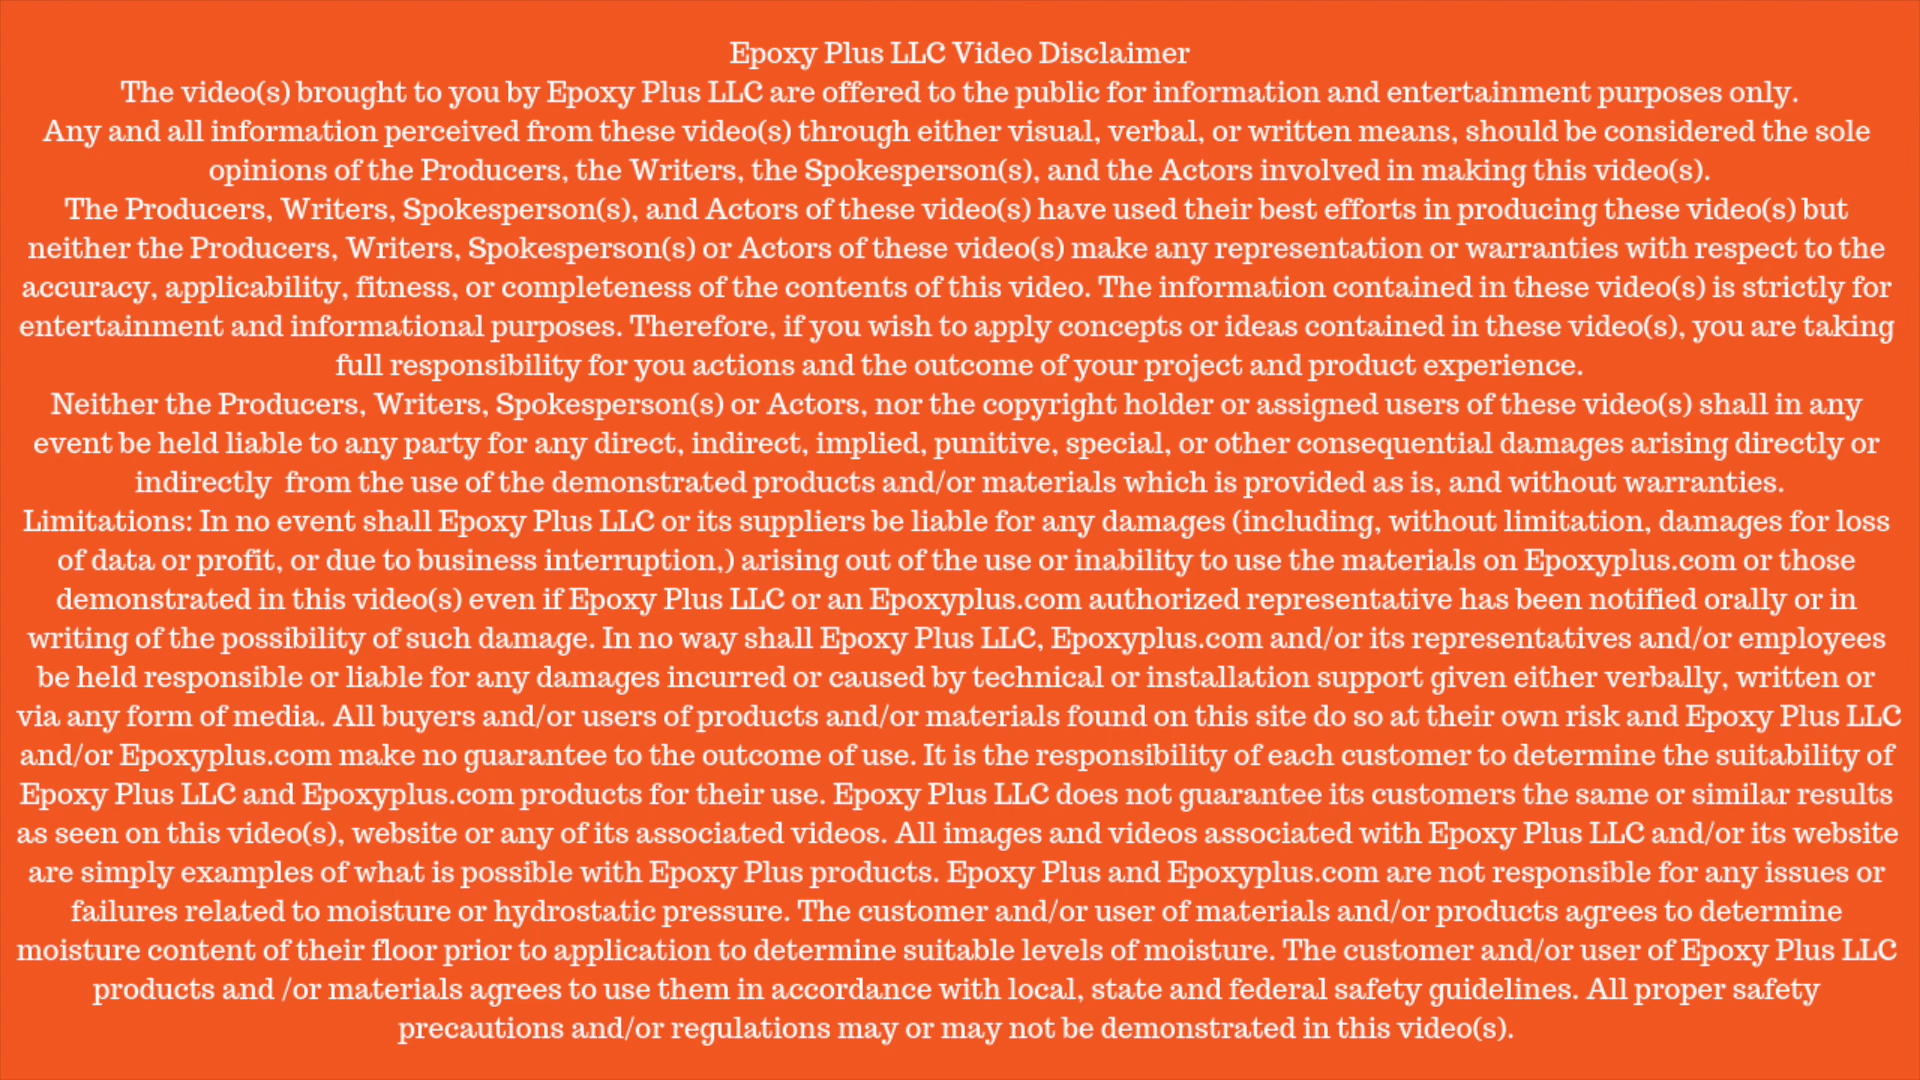 Epoxy Plus LLC Video Disclaimer
The video(s) brought to you by Epoxy Plus LLC are offered to the public for information and entertainment purposes only.
Any and all information perceived from these video(s) through either visual, verbal, or written means, should be considered the sole
opinions of the Producers, the Writers, the Spokesperson(s), and the Actors involved in making this video(s).
The Producers, Writers, Spokesperson(s), and Actors of these video(s) have used their best efforts in producing these video(s) but
neither the Producers, Writers, Spokesperson(s) or Actors of these video(s) make any representation or warranties with respect to the
accuracy, applicability, fitness, or completeness of the contents of this video. The information contained in these video(s) is strictly for
entertainment and informational purposes. Therefore, if you wish to apply concepts or ideas contained in these video(s), you are taking
full responsibility for you actions and the outcome of your project and product experience.
Neither the Producers, Writers, Spokesperson(s) or Actors, nor the copyright holder or assigned users of these video(s) shall in any
event be held liable to any party for any direct, indirect, implied, punitive, special, or other consequential damages arising directly or
indirectly  from the use of the demonstrated products and/or materials which is provided as is, and without warranties.
Limitations: In no event shall Epoxy Plus LLC or its suppliers be liable for any damages (including, without limitation, damages for loss
of data or profit, or due to business interruption,) arising out of the use or inability to use the materials on Epoxyplus.com or those
demonstrated in this video(s) even if Epoxy Plus LLC or an Epoxyplus.com authorized representative has been notified orally or in
writing of the possibility of such damage. In no way shall Epoxy Plus LLC, Epoxyplus.com and/or its representatives and/or employees
be held responsible or liable for any damages incurred or caused by technical or installation support given either verbally, written or
via any form of media. All buyers and/or users of products and/or materials found on this site do so at their own risk and Epoxy Plus LLC
and/or Epoxyplus.com make no guarantee to the outcome of use. It is the responsibility of each customer to determine the suitability of
Epoxy Plus LLC and Epoxyplus.com products for their use. Epoxy Plus LLC does not guarantee its customers the same or similar results
as seen on this video(s), website or any of its associated videos. All images and videos associated with Epoxy Plus LLC and/or its website
are simply examples of what is possible with Epoxy Plus products. Epoxy Plus and Epoxyplus.com are not responsible for any issues or
failures related to moisture or hydrostatic pressure. The customer and/or user of materials and/or products agrees to determine
moisture content of their floor prior to application to determine suitable levels of moisture. The customer and/or user of Epoxy Plus LLC
products and /or materials agrees to use them in accordance with local, state and federal safety guidelines. All proper safety
precautions and/or regulations may or may not be demonstrated in this video(s).